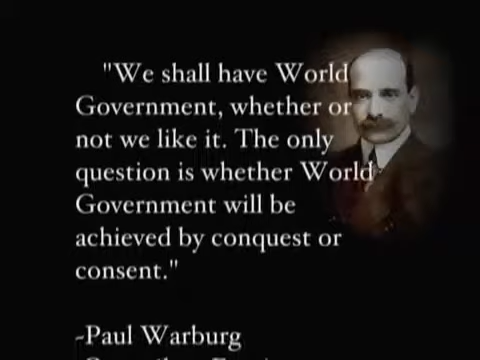 "We shall have World
Government, whether or
not we like it. The only
question is whether World
Government will be
achieved by conquest or
consent."
-Paul Warburg